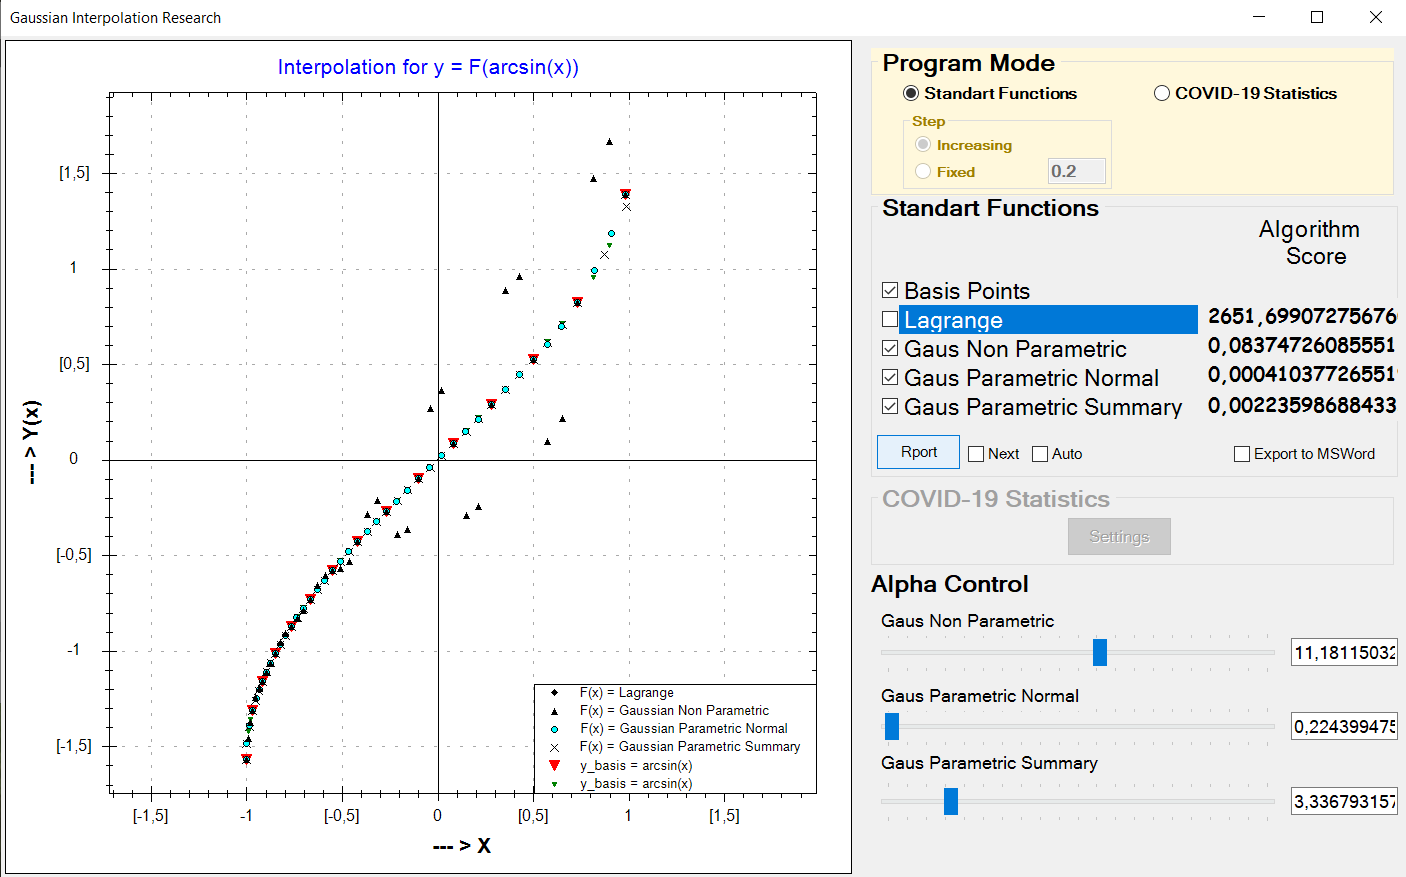 Gaussian Interpolation Research
Interpolation for y = F(arcsin(x))
[1,5]
1
[0,5]
0
[-0,5]
-1
[-1,5]
--- > Y(x)
[-1,5]
-1
[-0,5]
0
[0,5]
1
[1,5]
--- > X
F(x) = Lagrange
F(x) = Gaussian Non Parametric
F(x) = Gaussian Parametric Normal
F(x) = Gaussian Parametric Summary
y_basis = arcsin(x)
y_basis = arcsin(x)
Program Mode
Standart Functions
COVID-19 Statistics
Step
Increasing
Fixed
0.2
Standart Functions
Algorithm
Score
Basis Points
Lagrange
2651,69907275676
Gaus Non Parametric
0,08374726085551
Gaus Parametric Normal
0,00041037726551
Gaus Parametric Summary
0,00223598688433
Rport
Next
Auto
Export to MSWord
COVID-19 Statistics
Settings
Alpha Control
Gaus Non Parametric
11,18115032
Gaus Parametric Normal
0,224399475
Gaus Parametric Summary
3,336793157